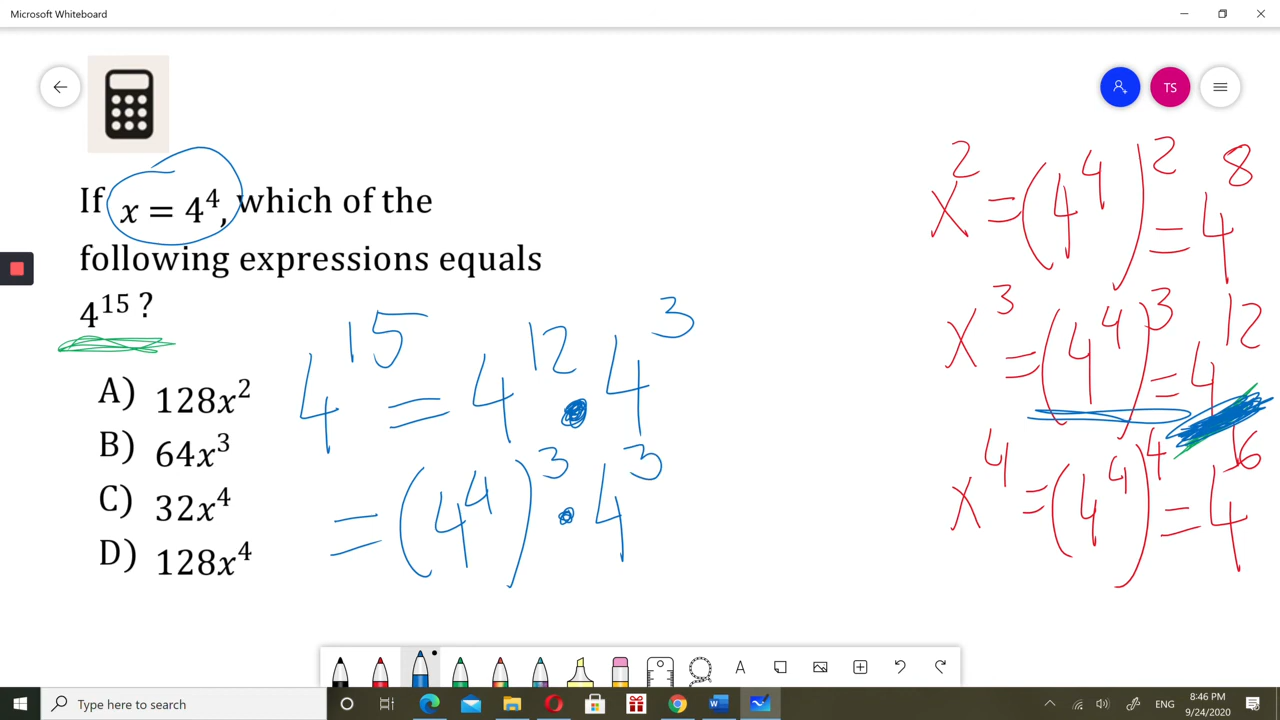 Microsoft Whiteboard
TS
If x = 4⁴, which of the
following expressions equals
4¹⁵ ?
A) 128x²
B) 64x³
C) 32x⁴
D) 128x⁴
4¹⁵ = 4¹² · 4³
= (4⁴)³ · 4³
x² = (4⁴)² = 4⁸
x³ = (4⁴)³ = 4¹²
x⁴ = (4⁴)⁴ = 4¹⁶
A
Type here to search
W
ENG
8:46 PM
9/24/2020